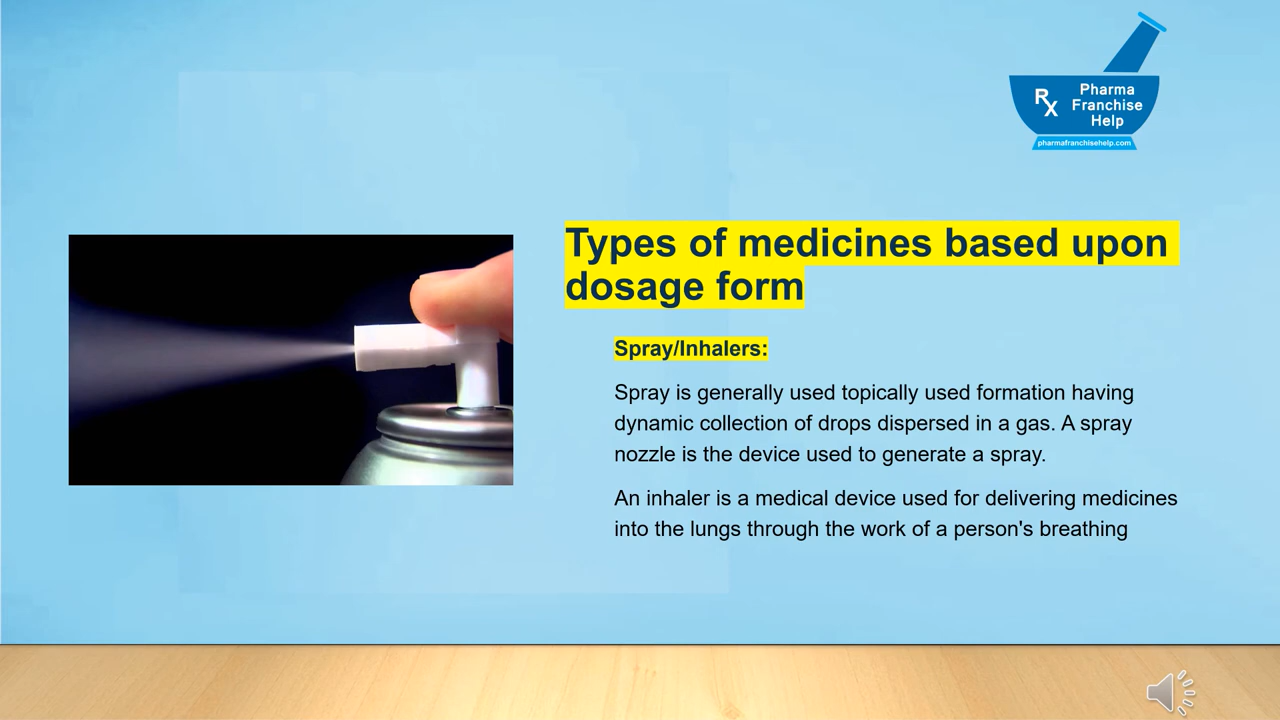 Rx
Pharma
Franchise
Help
pharmafranchisehelp.com
Types of medicines based upon
dosage form
Spray/Inhalers:
Spray is generally used topically used formation having
dynamic collection of drops dispersed in a gas. A spray
nozzle is the device used to generate a spray.
An inhaler is a medical device used for delivering medicines
into the lungs through the work of a person's breathing